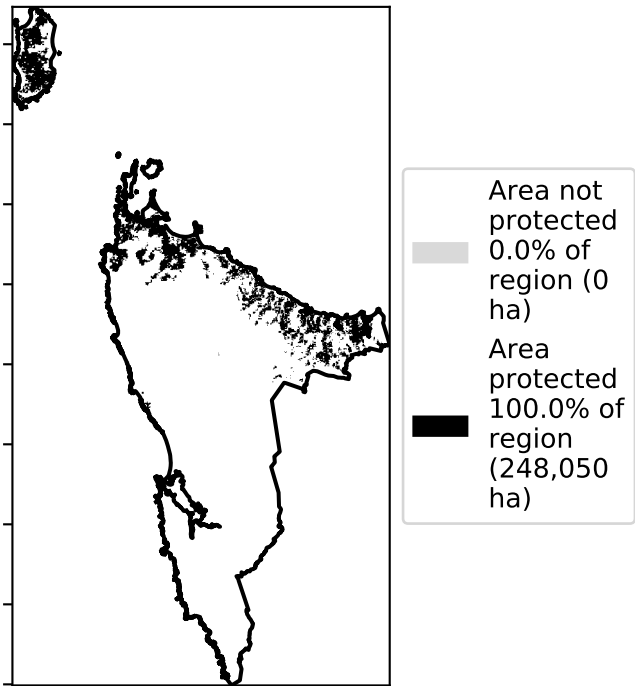 Area not
protected
0.0% of
region (0
ha)
Area
protected
100.0% of
region
(248,050
ha)